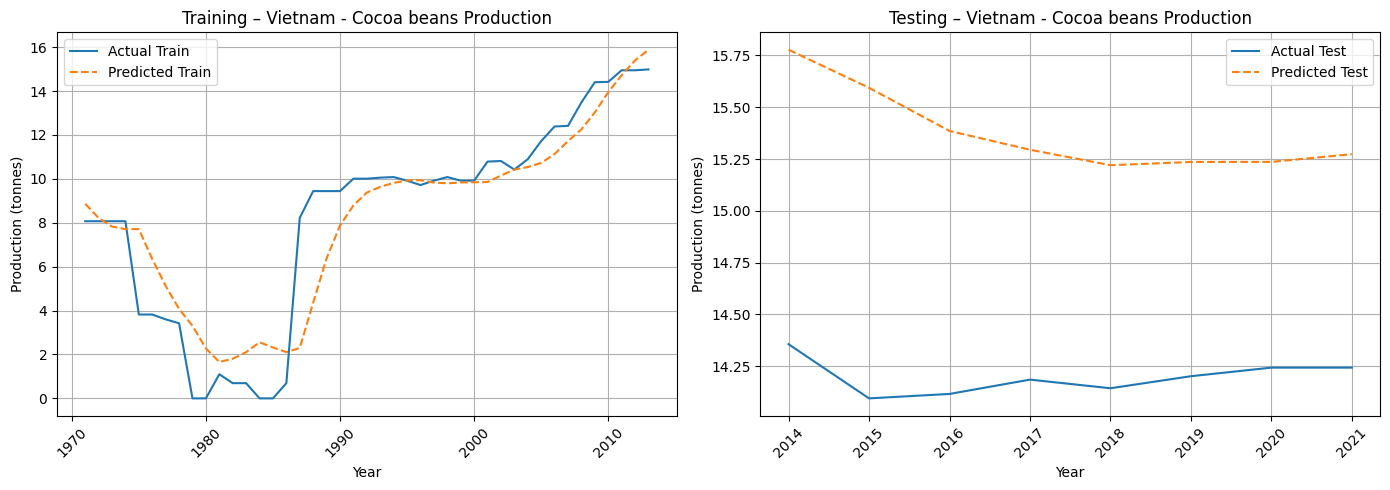 Training – Vietnam - Cocoa beans Production
Actual Train
Predicted Train
Production (tonnes)
16
14
12
10
8
6
4
2
0
1970
1980
1990
2000
2010
Year
Testing – Vietnam - Cocoa beans Production
Actual Test
Predicted Test
Production (tonnes)
15.75
15.50
15.25
15.00
14.75
14.50
14.25
2014
2015
2016
2017
2018
2019
2020
2021
Year